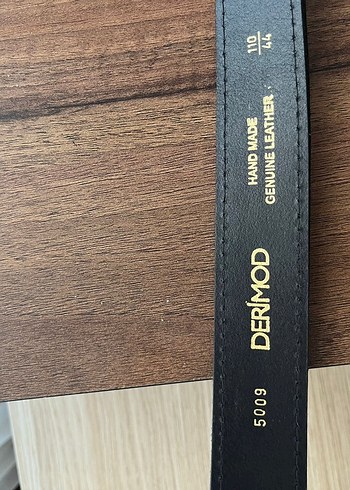 5009
DERİMOD
HAND MADE
GENUINE LEATHER
110
44